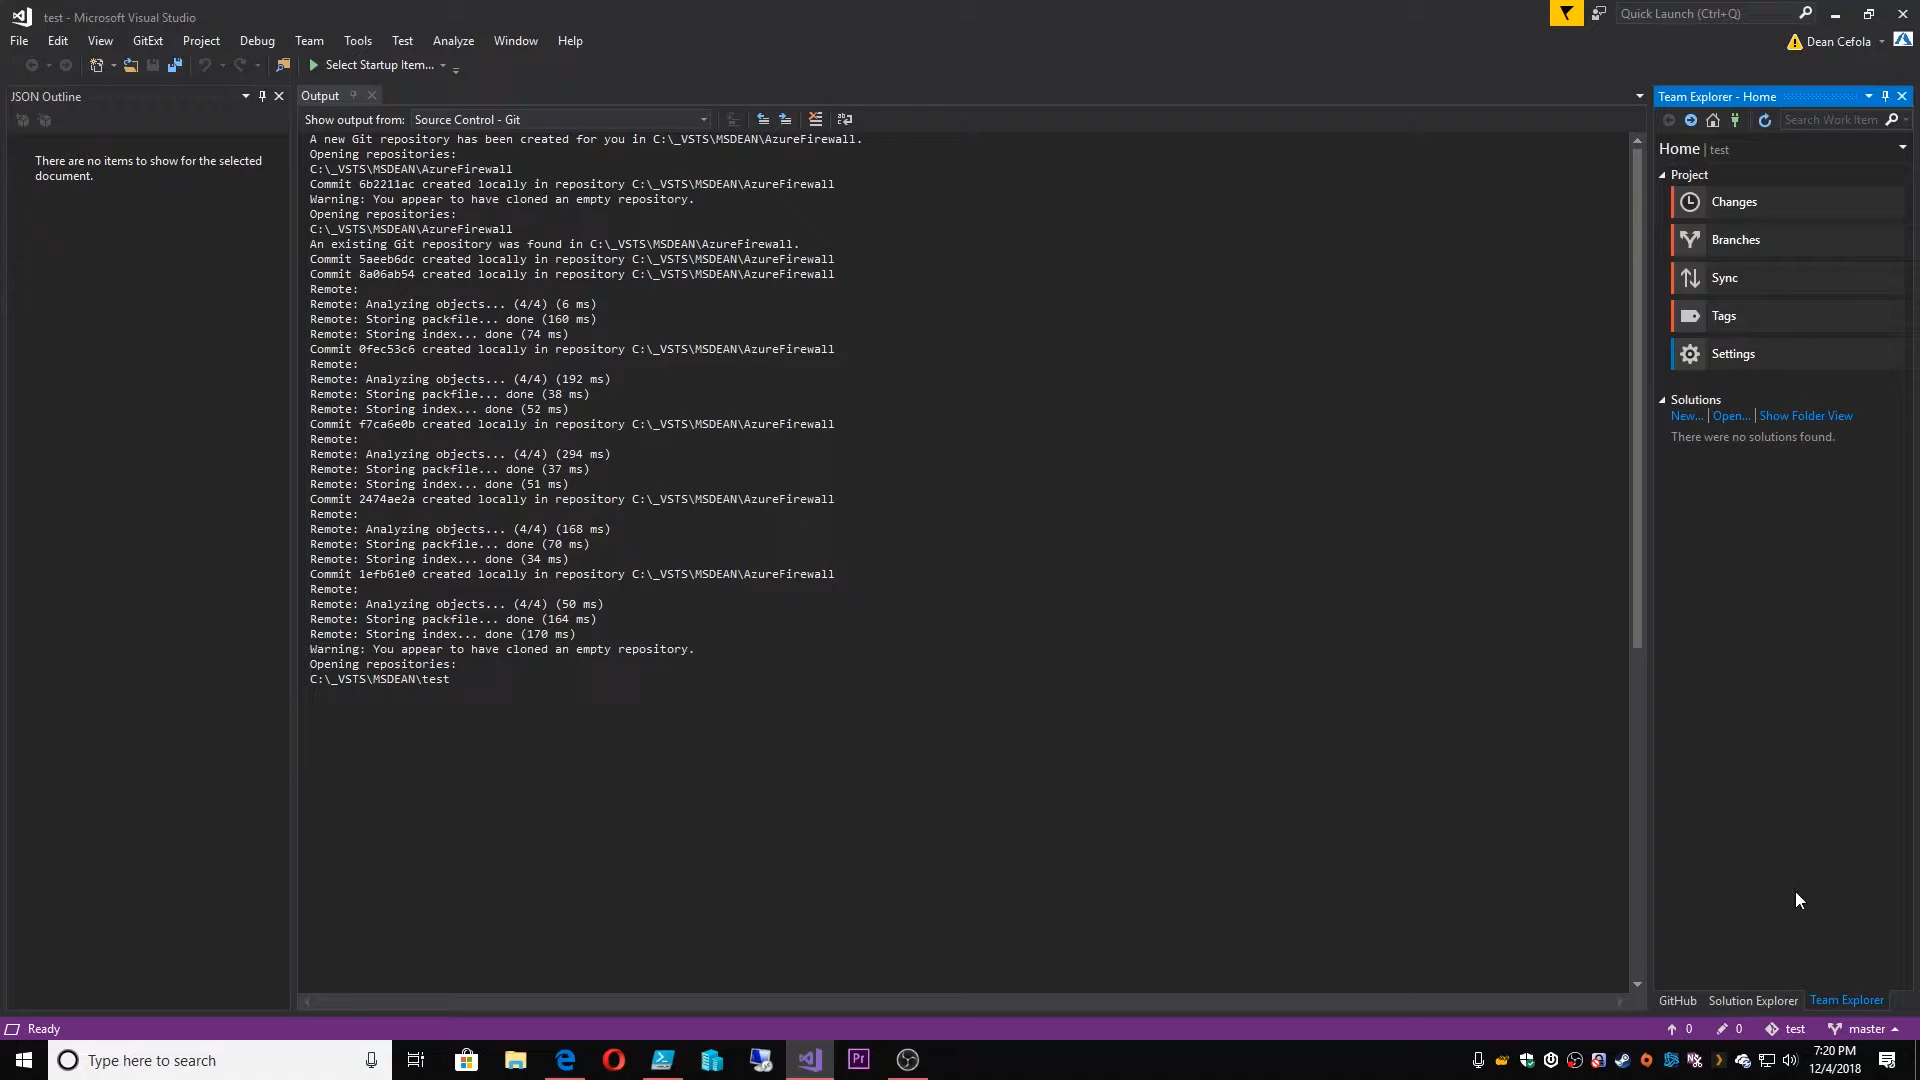 test - Microsoft Visual Studio
Quick Launch (Ctrl+Q)
File Edit View GitExt Project Debug Team Tools Test Analyze Window Help
Dean Cefola
Select Startup Item...
JSON Outline
There are no items to show for the selected
document.
Output
Show output from: Source Control - Git
A new Git repository has been created for you in C:\_VSTS\MSDEAN\AzureFirewall.
Opening repositories:
C:\_VSTS\MSDEAN\AzureFirewall
Commit 6b2211ac created locally in repository C:\_VSTS\MSDEAN\AzureFirewall
Warning: You appear to have cloned an empty repository.
Opening repositories:
C:\_VSTS\MSDEAN\AzureFirewall
An existing Git repository was found in C:\_VSTS\MSDEAN\AzureFirewall.
Commit 5aeeb6dc created locally in repository C:\_VSTS\MSDEAN\AzureFirewall
Commit 8a06ab54 created locally in repository C:\_VSTS\MSDEAN\AzureFirewall
Remote:
Remote: Analyzing objects... (4/4) (6 ms)
Remote: Storing packfile... done (160 ms)
Remote: Storing index... done (74 ms)
Commit 0fec53c6 created locally in repository C:\_VSTS\MSDEAN\AzureFirewall
Remote:
Remote: Analyzing objects... (4/4) (192 ms)
Remote: Storing packfile... done (38 ms)
Remote: Storing index... done (52 ms)
Commit f7ca6e0b created locally in repository C:\_VSTS\MSDEAN\AzureFirewall
Remote:
Remote: Analyzing objects... (4/4) (294 ms)
Remote: Storing packfile... done (37 ms)
Remote: Storing index... done (51 ms)
Commit 2474ae2a created locally in repository C:\_VSTS\MSDEAN\AzureFirewall
Remote:
Remote: Analyzing objects... (4/4) (168 ms)
Remote: Storing packfile... done (70 ms)
Remote: Storing index... done (34 ms)
Commit 1efb61e0 created locally in repository C:\_VSTS\MSDEAN\AzureFirewall
Remote:
Remote: Analyzing objects... (4/4) (50 ms)
Remote: Storing packfile... done (164 ms)
Remote: Storing index... done (170 ms)
Warning: You appear to have cloned an empty repository.
Opening repositories:
C:\_VSTS\MSDEAN\test
Team Explorer - Home
Search Work Item
Home | test
Project
Changes
Branches
Sync
Tags
Settings
Solutions
New... | Open... | Show Folder View
There were no solutions found.
GitHub Solution Explorer Team Explorer
Ready
0 0 test master
Type here to search
Pr
7:20 PM
12/4/2018